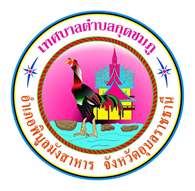 เทศบาลตำบลกุดชมภู
อำเภอพิบูลมังสาหาร จังหวัดอุบลราชธานี